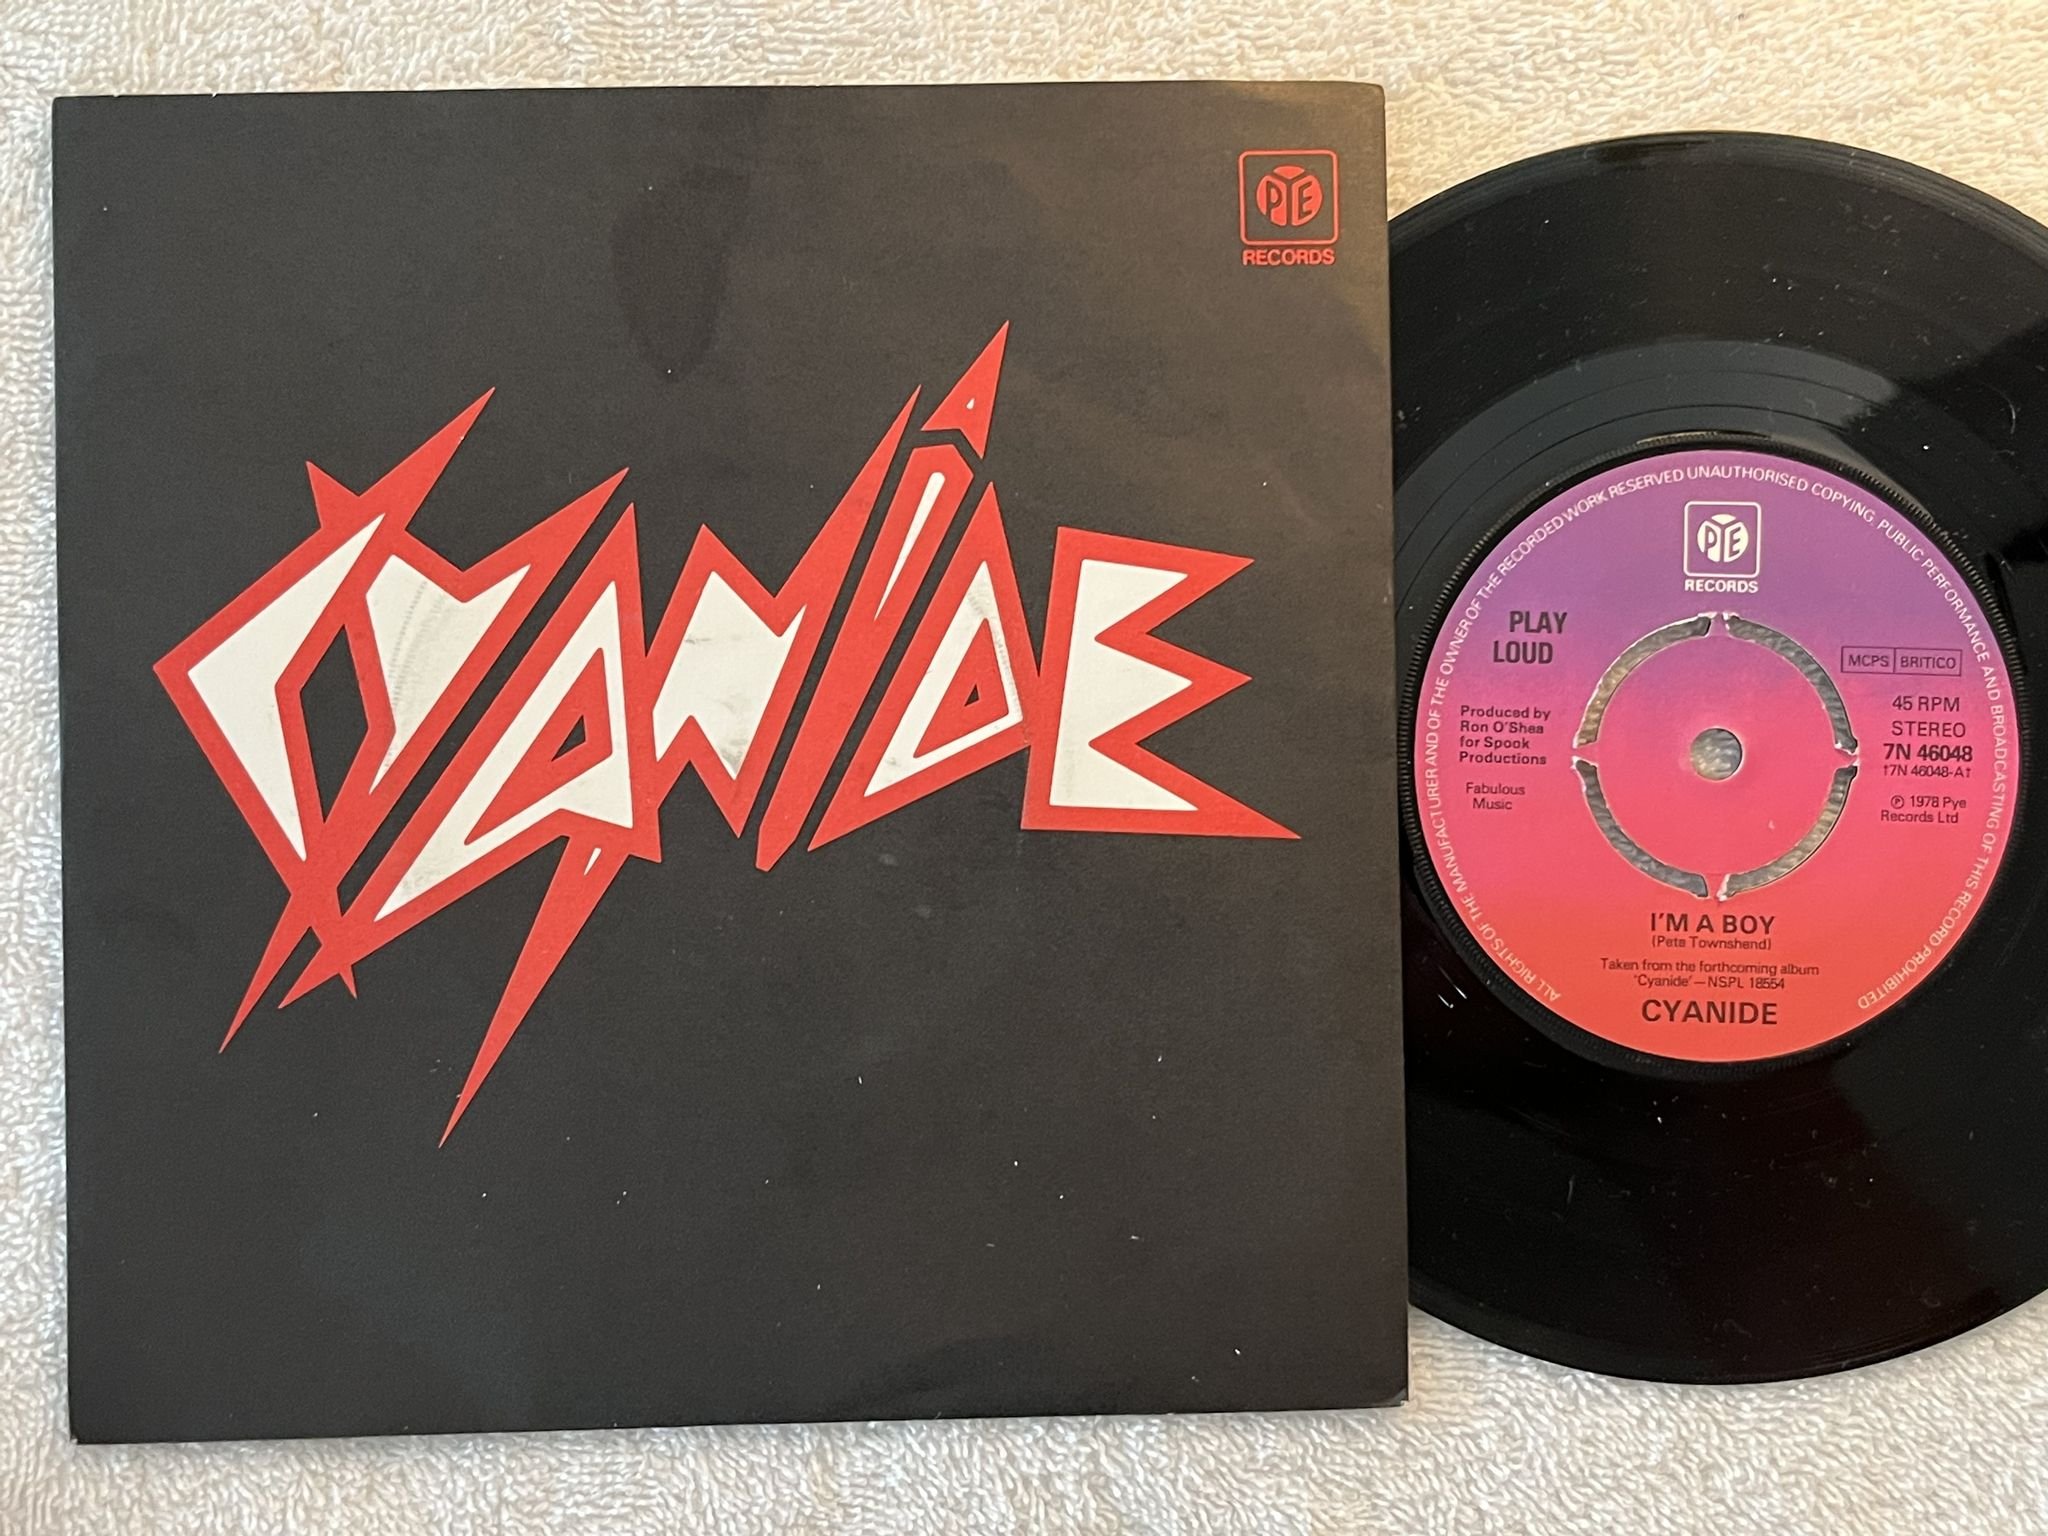 PYE
RECORDS
CYANIDE
ALL RIGHTS OF THE MANUFACTURER AND OF THE OWNER OF THE RECORDED WORK RESERVED UNAUTHORISED COPYING. PUBLIC PERFORMANCE AND BROADCASTING OF THIS RECORD PROHIBITED
PYE
RECORDS
PLAY
LOUD
MCPS BRITICO
Produced by
Ron O'Shea
for Spook
Productions
Fabulous
Music
45 RPM
STEREO
7N 46048
†7N 46048-A†
℗ 1978 Pye
Records Ltd
I'M A BOY
(Pete Townshend)
Taken from the forthcoming album
'Cyanide'—NSPL 18554
CYANIDE